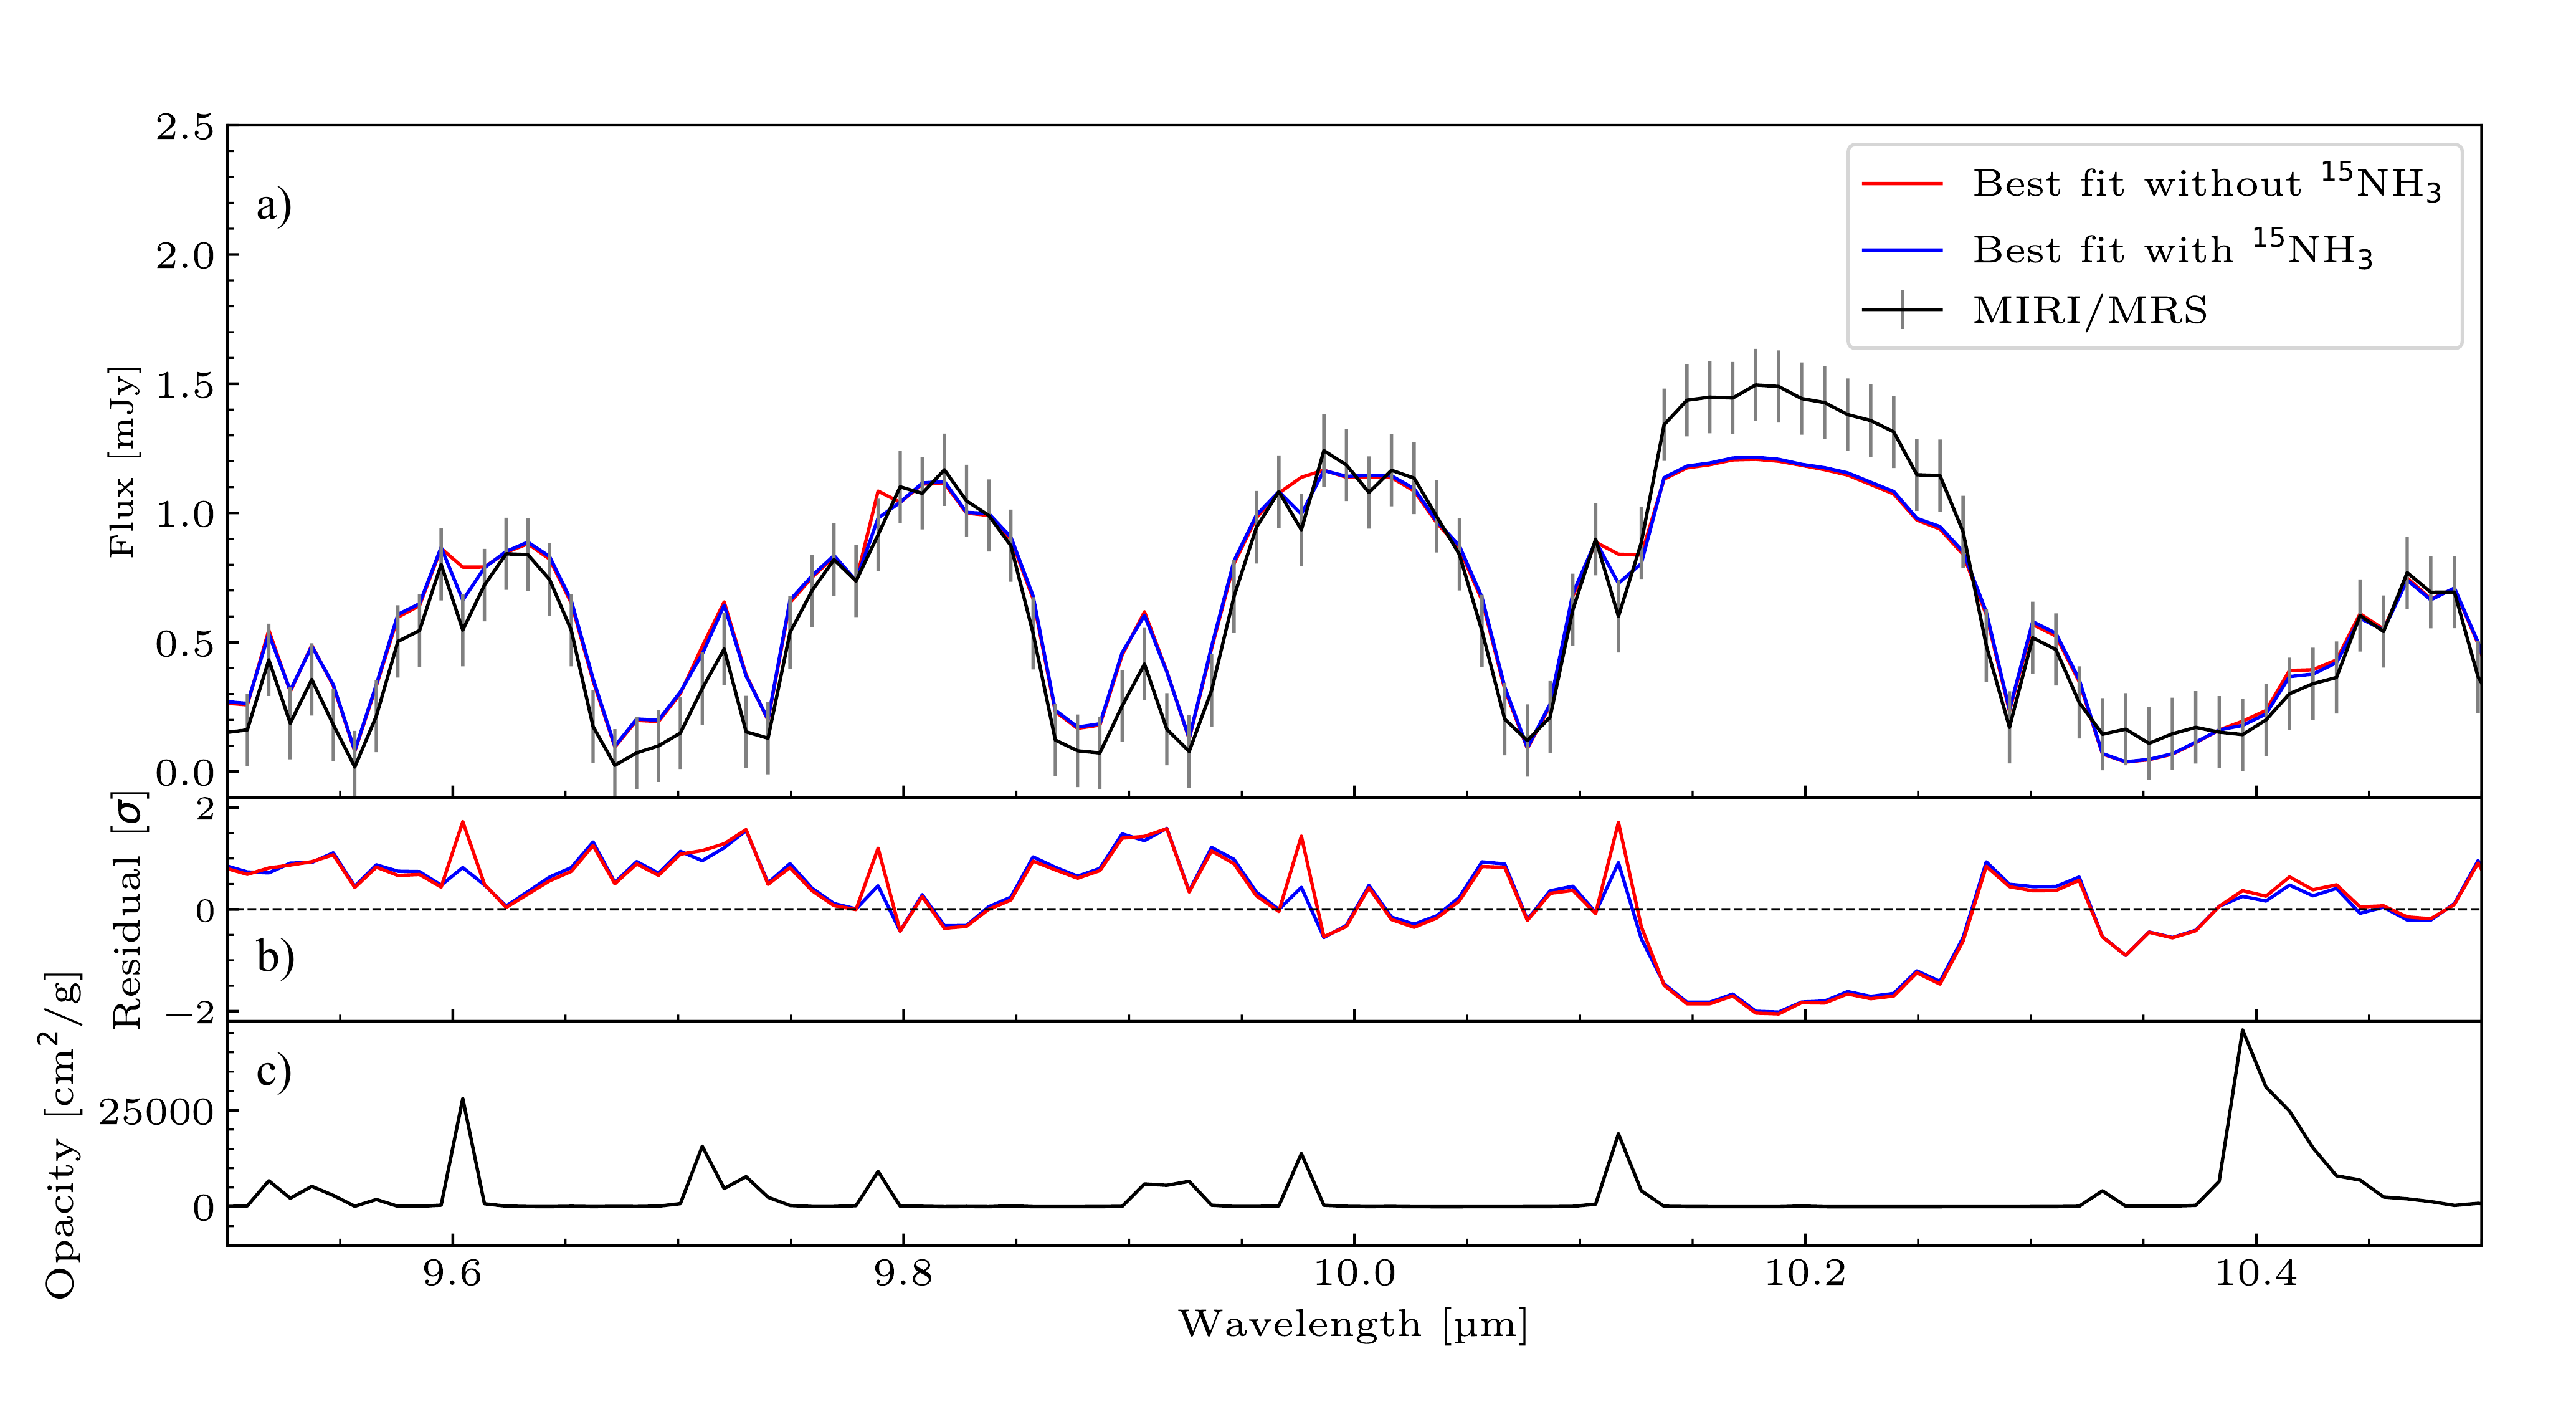 a)
Best fit without ¹⁵NH₃
Best fit with ¹⁵NH₃
MIRI/MRS
Flux [mJy]
2.5
2.0
1.5
1.0
0.5
0.0
b)
Residual [σ]
2
0
−2
c)
Opacity [cm²/g]
25000
0
9.6 9.8 10.0 10.2 10.4
Wavelength [µm]